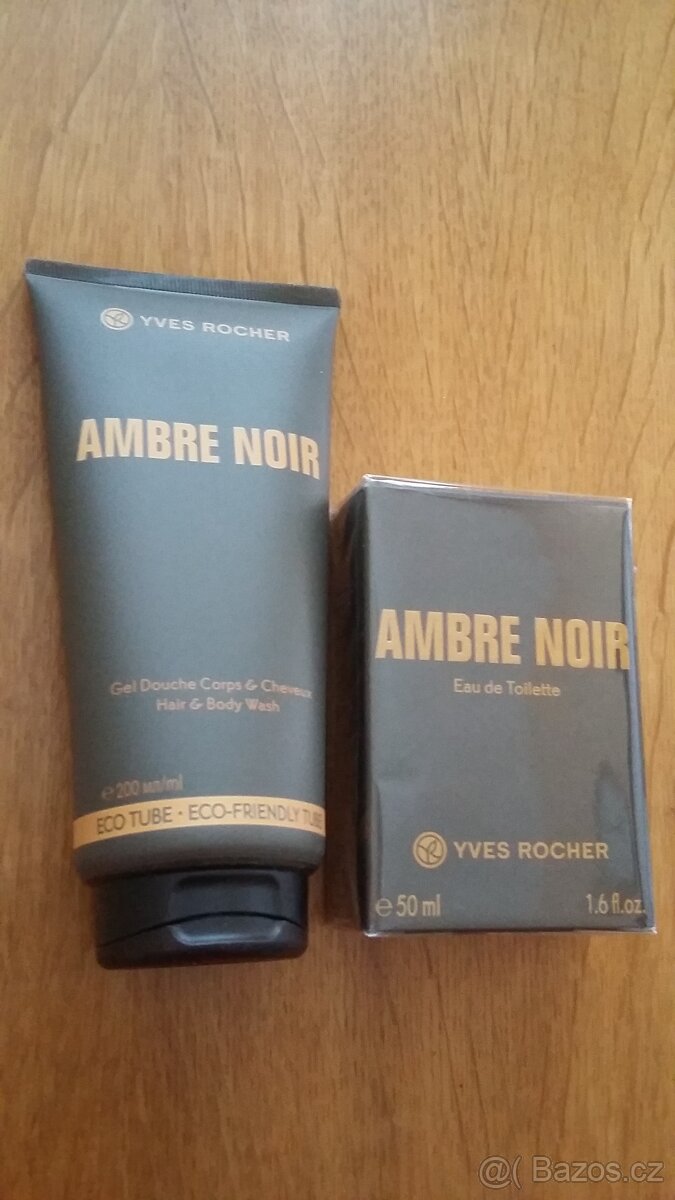 YVES ROCHER
AMBRE NOIR
Gel Douche Corps & Cheveux
Hair & Body Wash
℮ 200 мл/ml
ECO TUBE · ECO-FRIENDLY TUBE
AMBRE NOIR
Eau de Toilette
YVES ROCHER
℮ 50 ml 1.6 fl.oz.
@( Bazos.cz